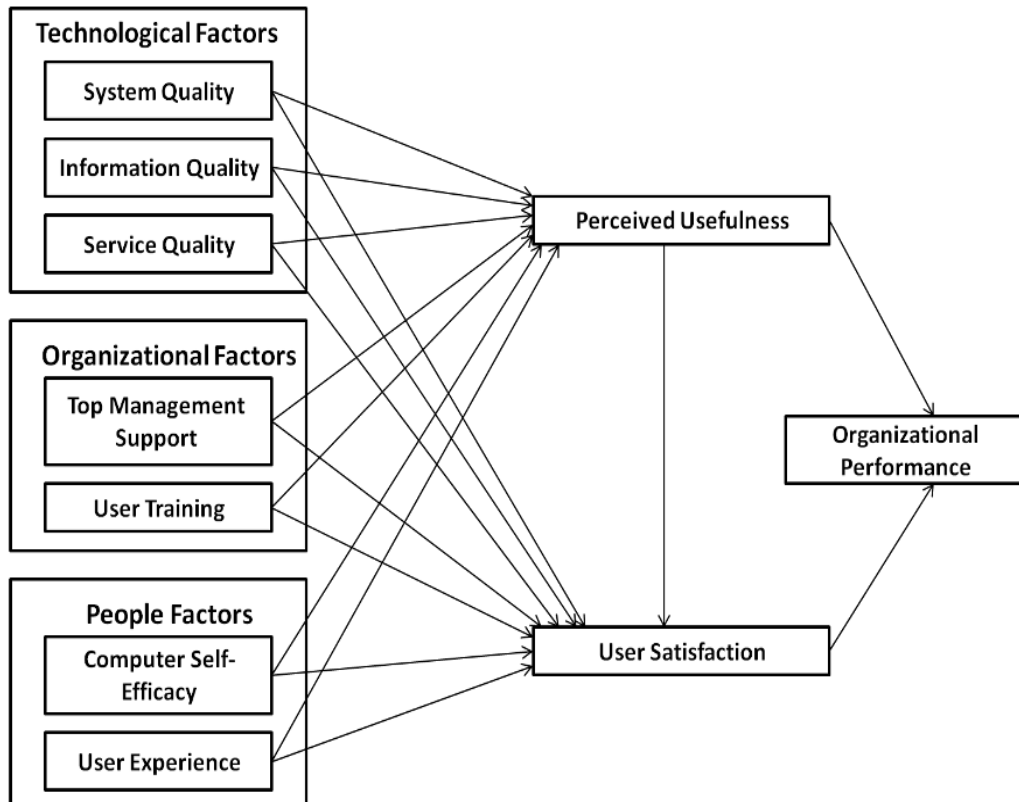 Technological Factors
System Quality
Information Quality
Service Quality
Organizational Factors
Top Management
Support
User Training
People Factors
Computer Self-
Efficacy
User Experience
Perceived Usefulness
User Satisfaction
Organizational
Performance